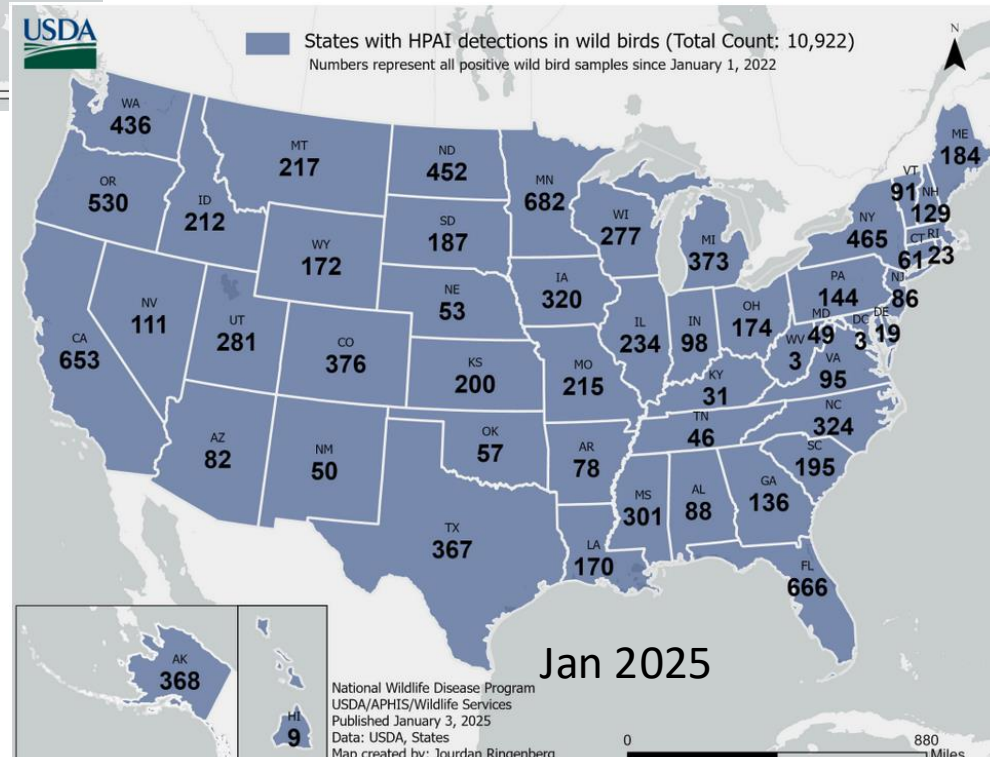 USDA
States with HPAI detections in wild birds (Total Count: 10,922)
Numbers represent all positive wild bird samples since January 1, 2022
N
WA
436
MT
217
ND
452
MN
682
ME
184
VT
91
NH
129
OR
530
ID
212
SD
187
WI
277
MI
373
NY
465
CT
61
RI
23
WY
172
IA
320
PA
144
NJ
86
NE
53
NV
111
UT
281
CO
376
IL
234
IN
98
OH
174
MD
49
DC
3
DE
19
WV
3
VA
95
CA
653
KS
200
MO
215
KY
31
NC
324
TN
46
SC
195
AZ
82
NM
50
OK
57
AR
78
MS
301
AL
88
GA
136
TX
367
LA
170
FL
666
AK
368
HI
9
Jan 2025
National Wildlife Disease Program
USDA/APHIS/Wildlife Services
Published January 3, 2025
Data: USDA, States
Map created by: Jourdan Ringenberg
0
880
Miles